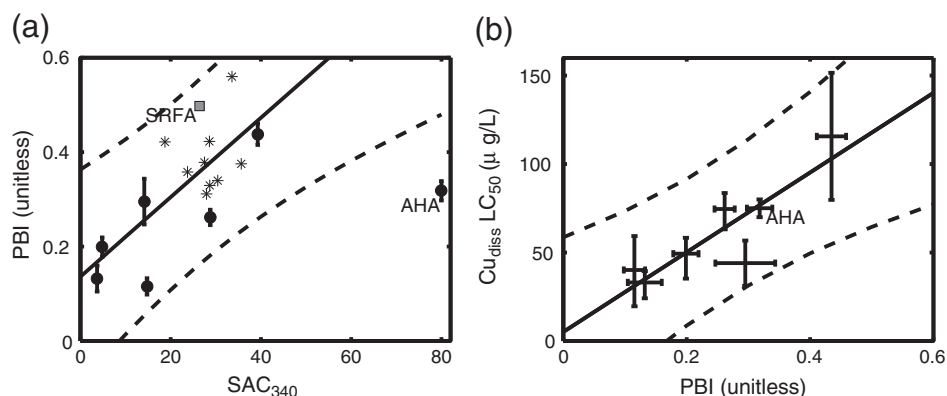 (a)
0.6
0.4
0.2
0
PBI (unitless)
SRFA
AHA
0 20 40 60 80
SAC340
(b)
150
100
50
0
Cudiss LC50 (μ g/L)
AHA
0 0.2 0.4 0.6
PBI (unitless)